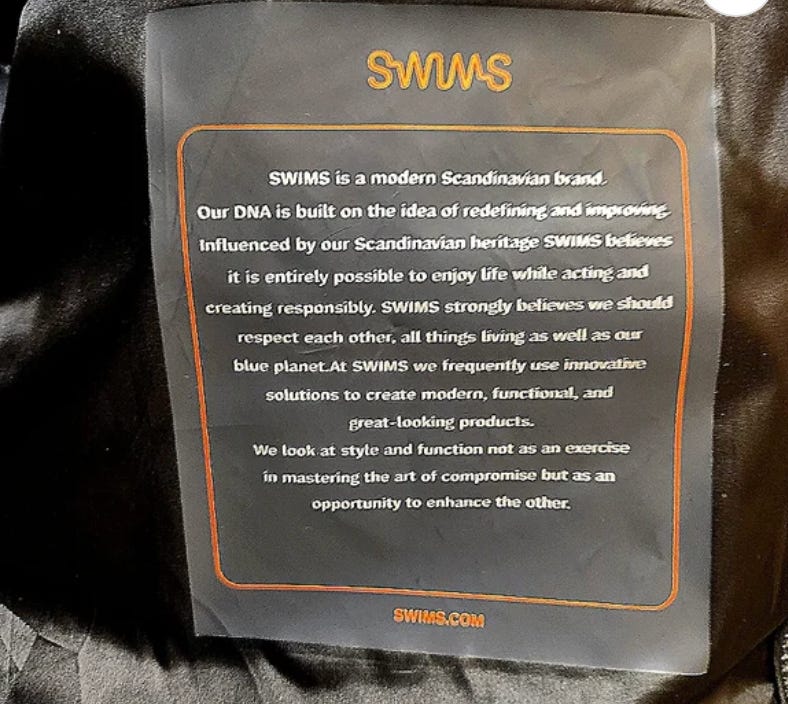 SWIMS
SWIMS is a modern Scandinavian brand.
Our DNA is built on the idea of redefining and improving.
Influenced by our Scandinavian heritage SWIMS believes
it is entirely possible to enjoy life while acting and
creating responsibly. SWIMS strongly believes we should
respect each other, all things living as well as our
blue planet.At SWIMS we frequently use innovative
solutions to create modern, functional, and
great-looking products.
We look at style and function not as an exercise
in mastering the art of compromise but as an
opportunity to enhance the other.
SWIMS.COM